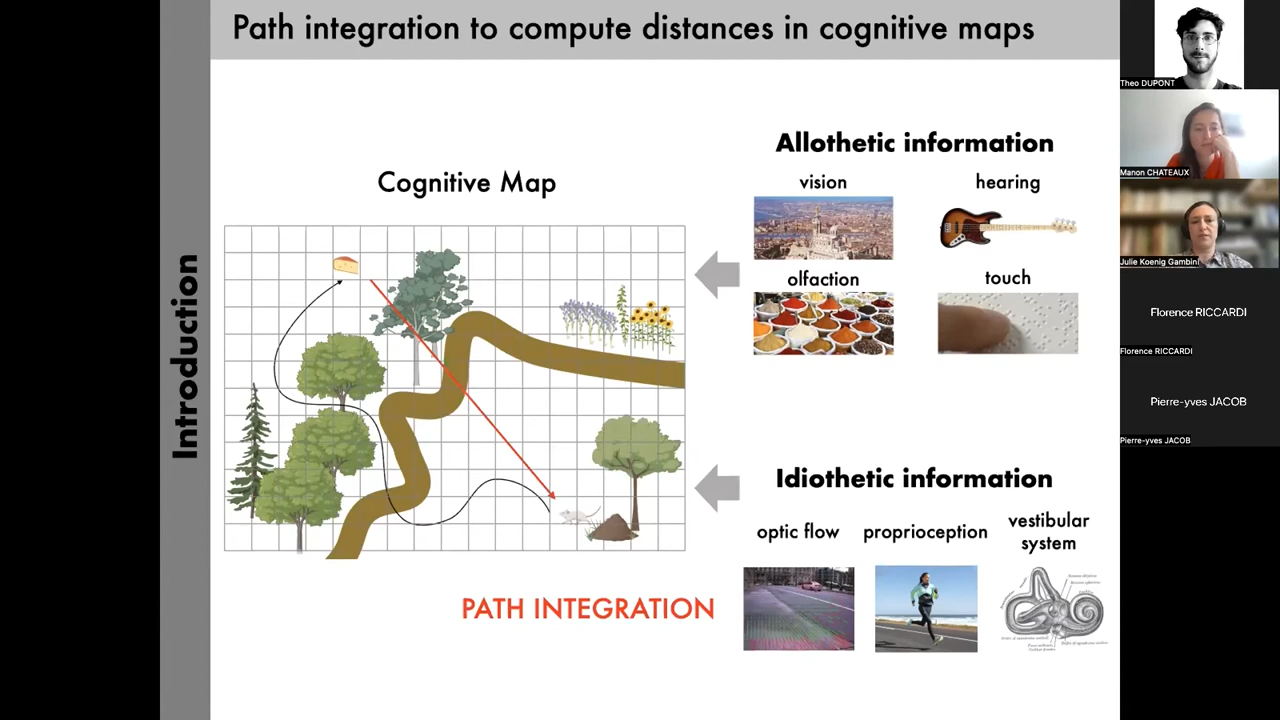 Path integration to compute distances in cognitive maps
Introduction
Cognitive Map
PATH INTEGRATION
Allothetic information
vision
hearing
olfaction
touch
Idiothetic information
optic flow
proprioception
vestibular
system
Theo DUPONT
Manon CHATEAUX
Julie Koenig Gambini
Florence RICCARDI
Florence RICCARDI
Pierre-yves JACOB
Pierre-yves JACOB